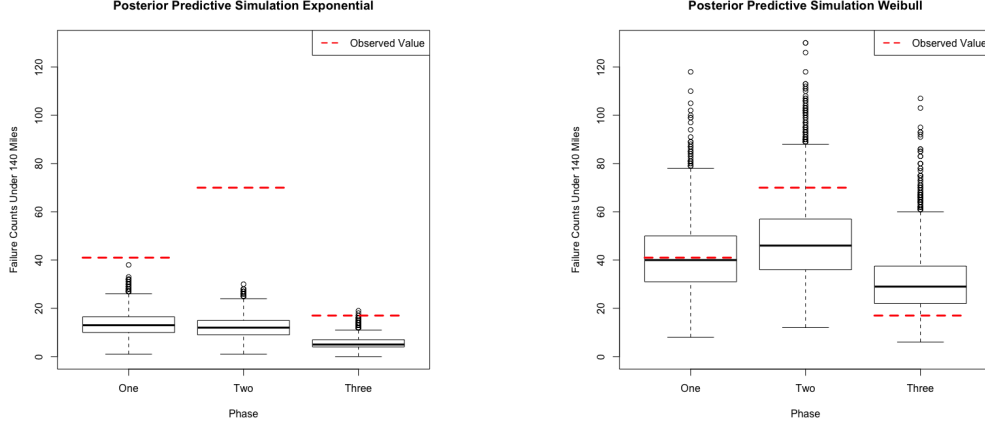 Posterior Predictive Simulation Exponential
Observed Value
Failure Counts Under 140 Miles
120
100
80
60
40
20
0
One Two Three
Phase
Posterior Predictive Simulation Weibull
Observed Value
Failure Counts Under 140 Miles
120
100
80
60
40
20
0
One Two Three
Phase